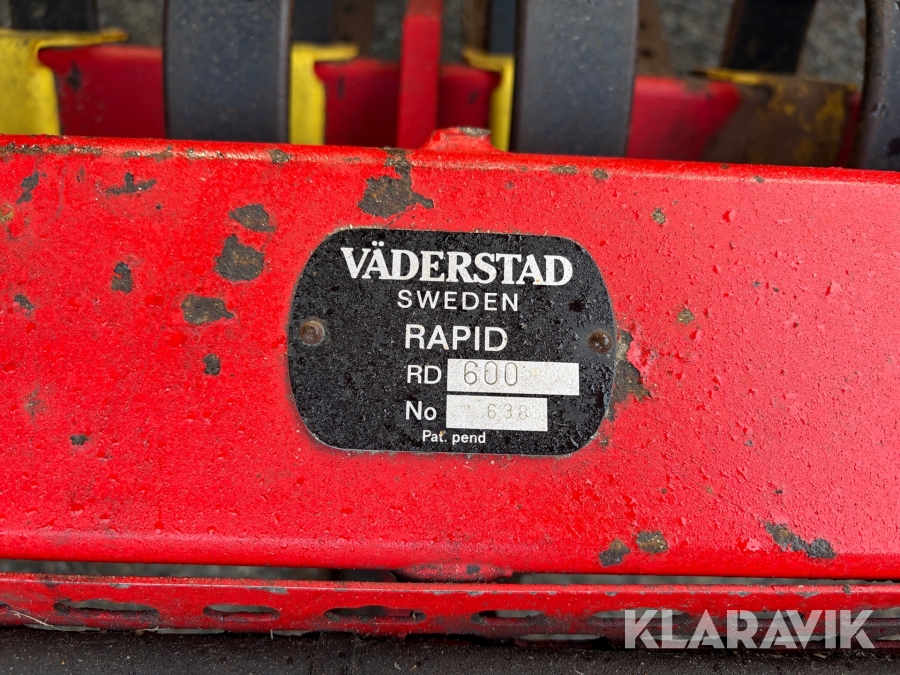 VÄDERSTAD
SWEDEN
RAPID
RD 600
No 638
Pat. pend
KLARAVIK